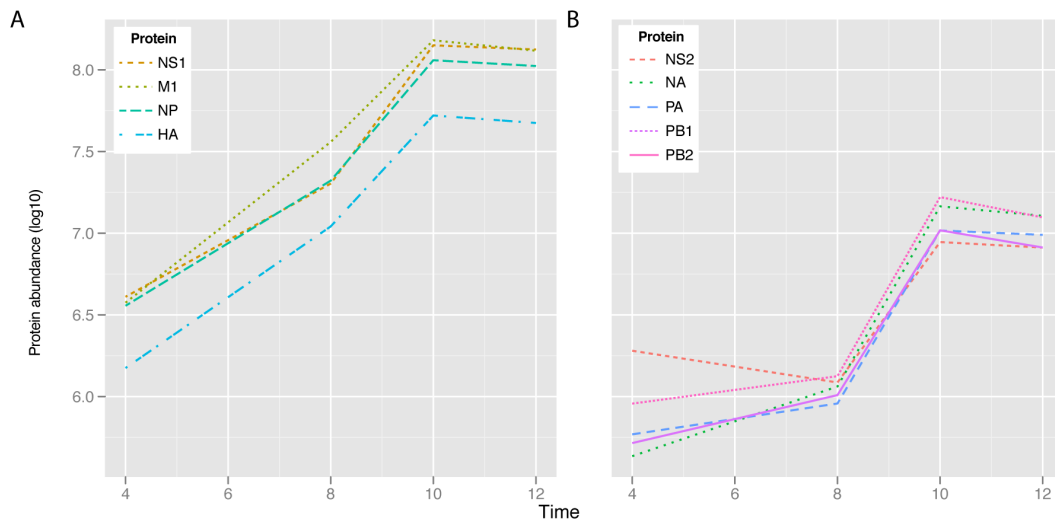 A
B
Protein
NS1
M1
NP
HA
Protein
NS2
NA
PA
PB1
PB2
Protein abundance (log10)
8.0
7.5
7.0
6.5
6.0
4 6 8 10 12
4 6 8 10 12
Time